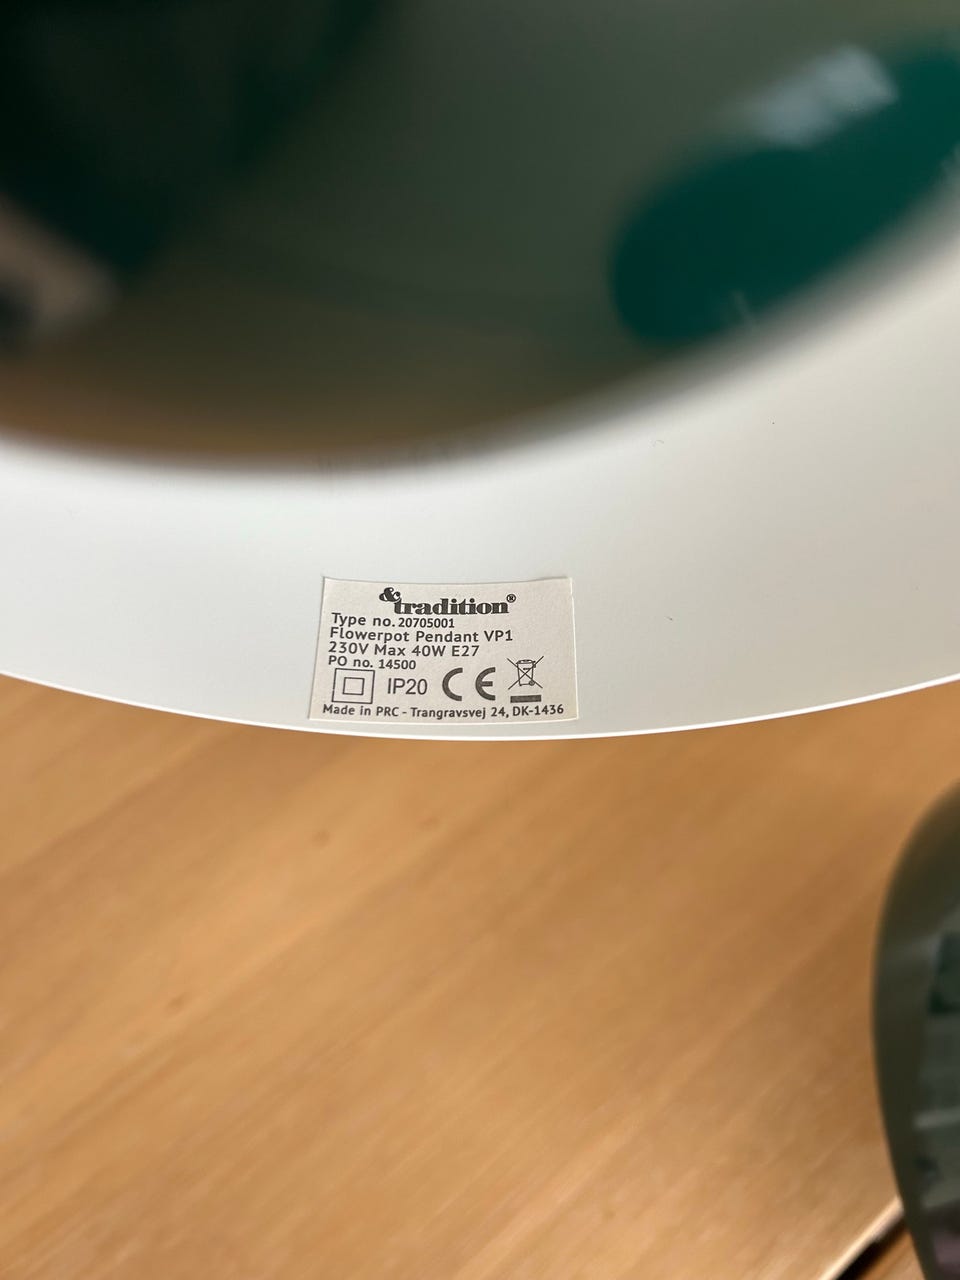 &tradition®
Type no. 20705001
Flowerpot Pendant VP1
230V Max 40W E27
PO no. 14500
IP20 CE
Made in PRC - Trangravsvej 24, DK-1436